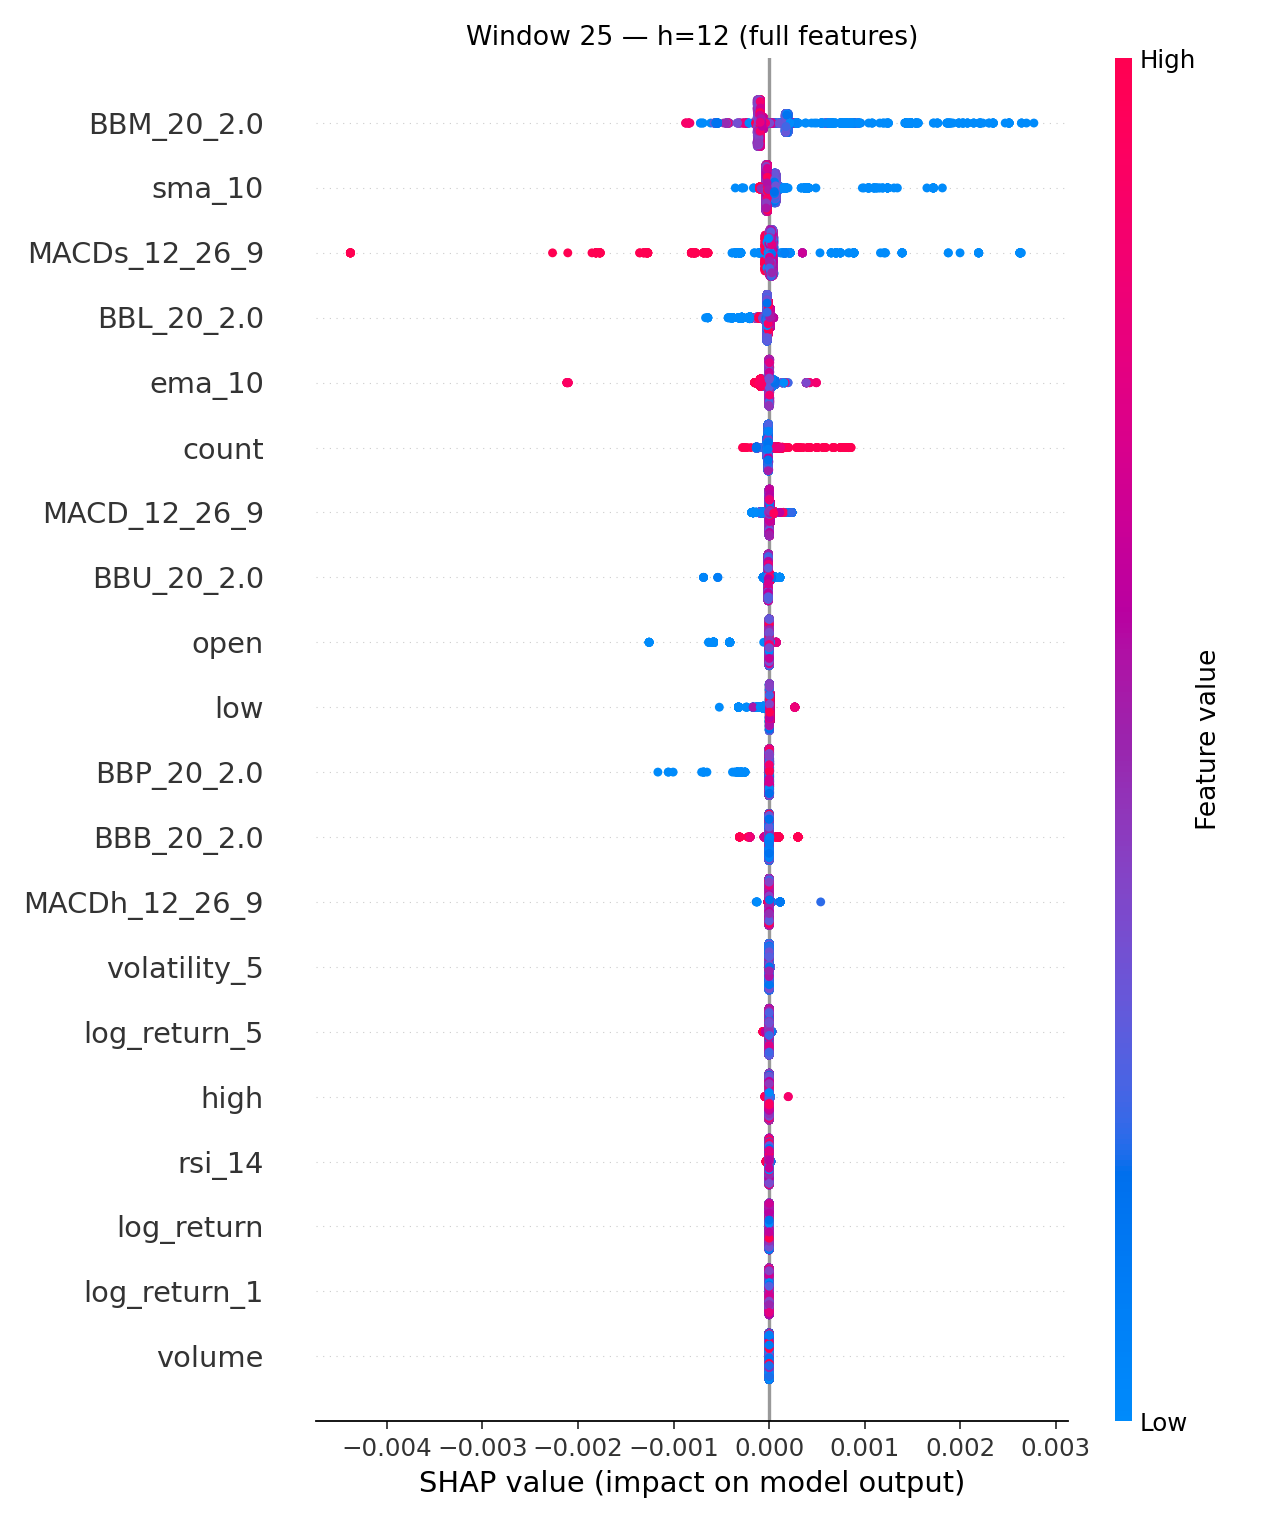 Window 25 — h=12 (full features)
High
BBM_20_2.0
sma_10
MACDs_12_26_9
BBL_20_2.0
ema_10
count
MACD_12_26_9
BBU_20_2.0
open
low
BBP_20_2.0
BBB_20_2.0
MACDh_12_26_9
volatility_5
log_return_5
high
rsi_14
log_return
log_return_1
volume
Feature value
Low
−0.004 −0.003 −0.002 −0.001 0.000 0.001 0.002 0.003
SHAP value (impact on model output)